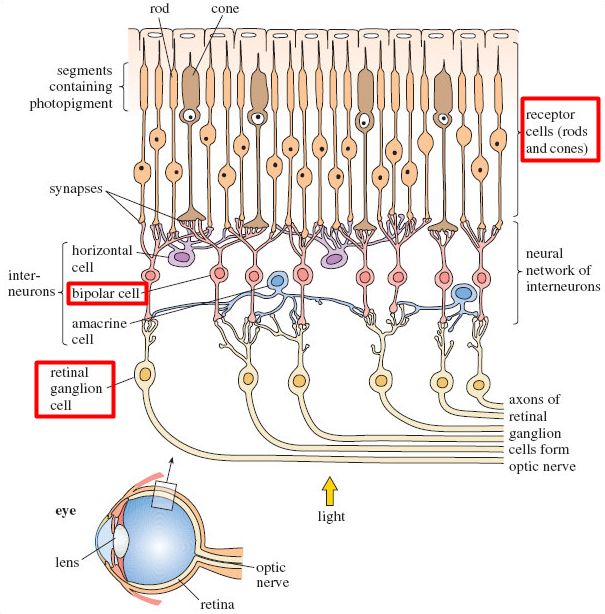 rod
cone
segments
containing
photopigment
receptor
cells (rods
and cones)
synapses
horizontal
cell
inter-
neurons
bipolar cell
amacrine
cell
neural
network of
interneurons
retinal
ganglion
cell
axons of
retinal
ganglion
cells form
optic nerve
light
eye
lens
optic
nerve
retina